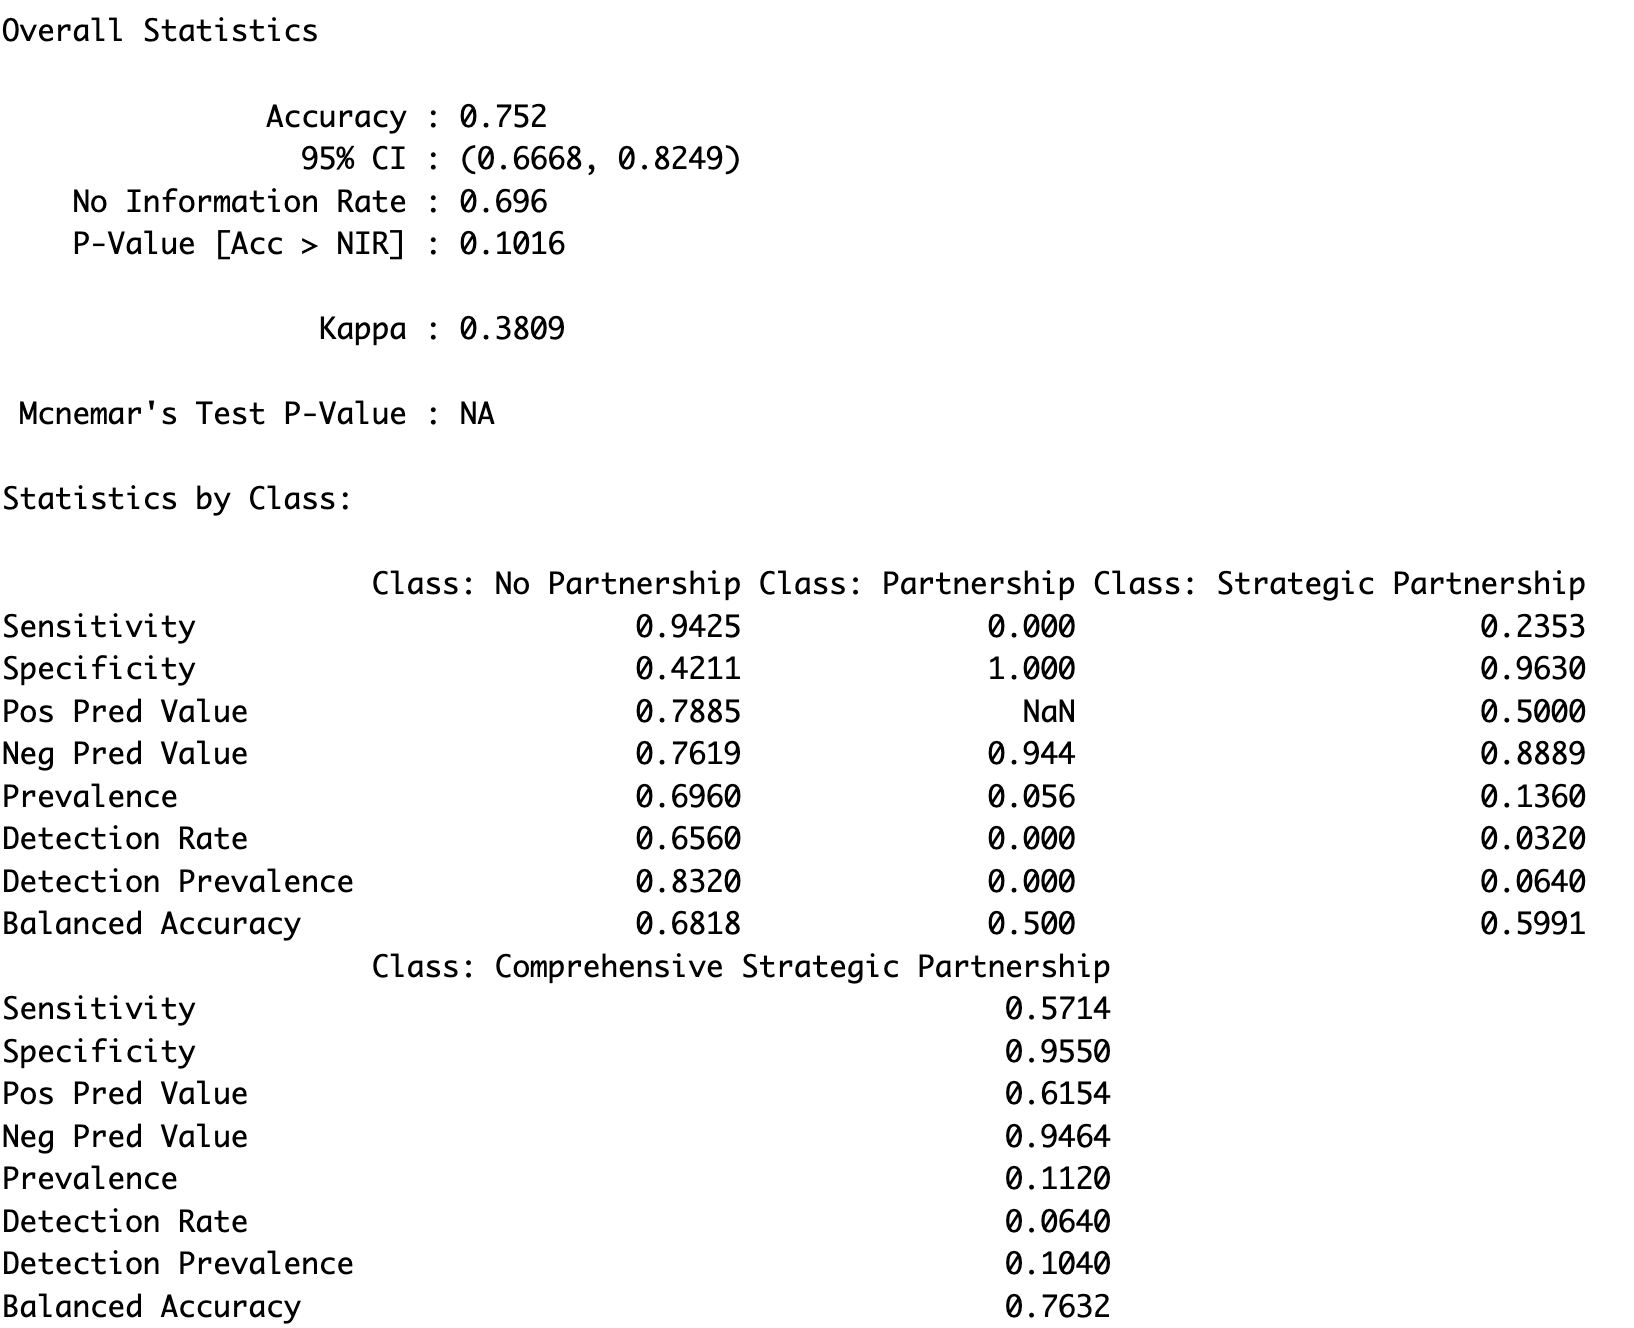 Overall Statistics
Accuracy : 0.752
95% CI : (0.6668, 0.8249)
No Information Rate : 0.696
P-Value [Acc > NIR] : 0.1016
Kappa : 0.3809
Mcnemar's Test P-Value : NA
Statistics by Class:
Class: No Partnership Class: Partnership Class: Strategic Partnership
Sensitivity 0.9425 0.000 0.2353
Specificity 0.4211 1.000 0.9630
Pos Pred Value 0.7885 NaN 0.5000
Neg Pred Value 0.7619 0.944 0.8889
Prevalence 0.6960 0.056 0.1360
Detection Rate 0.6560 0.000 0.0320
Detection Prevalence 0.8320 0.000 0.0640
Balanced Accuracy 0.6818 0.500 0.5991
Class: Comprehensive Strategic Partnership
Sensitivity 0.5714
Specificity 0.9550
Pos Pred Value 0.6154
Neg Pred Value 0.9464
Prevalence 0.1120
Detection Rate 0.0640
Detection Prevalence 0.1040
Balanced Accuracy 0.7632